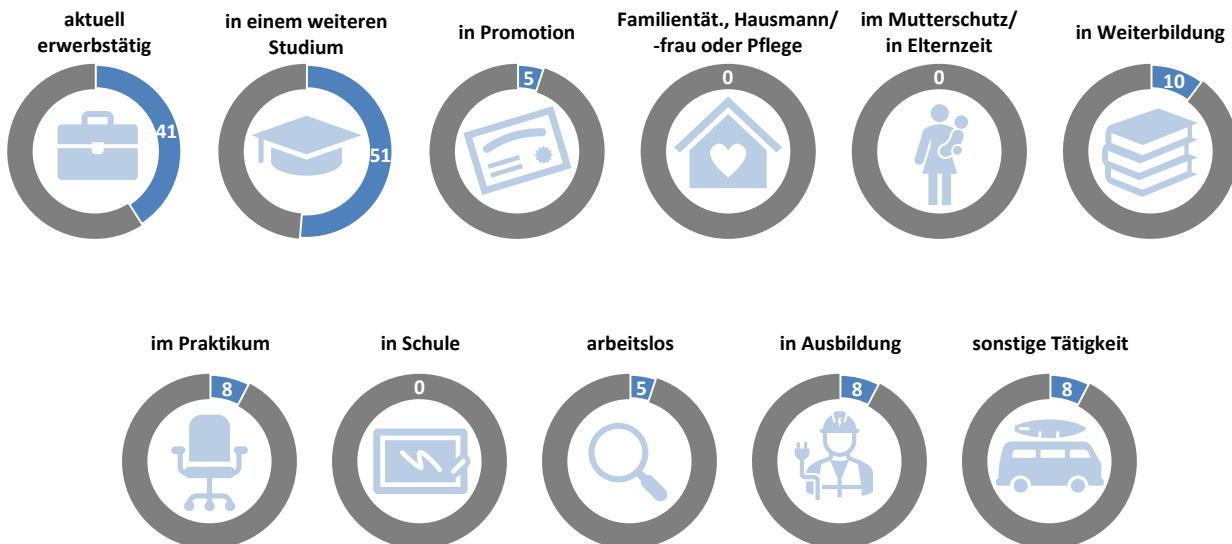 aktuell
erwerbstätig
in einem weiteren
Studium
in Promotion
Familientät., Hausmann/
-frau oder Pflege
im Mutterschutz/
in Elternzeit
in Weiterbildung
41
51
5
0
0
10
im Praktikum
in Schule
arbeitslos
in Ausbildung
sonstige Tätigkeit
8
0
5
8
8